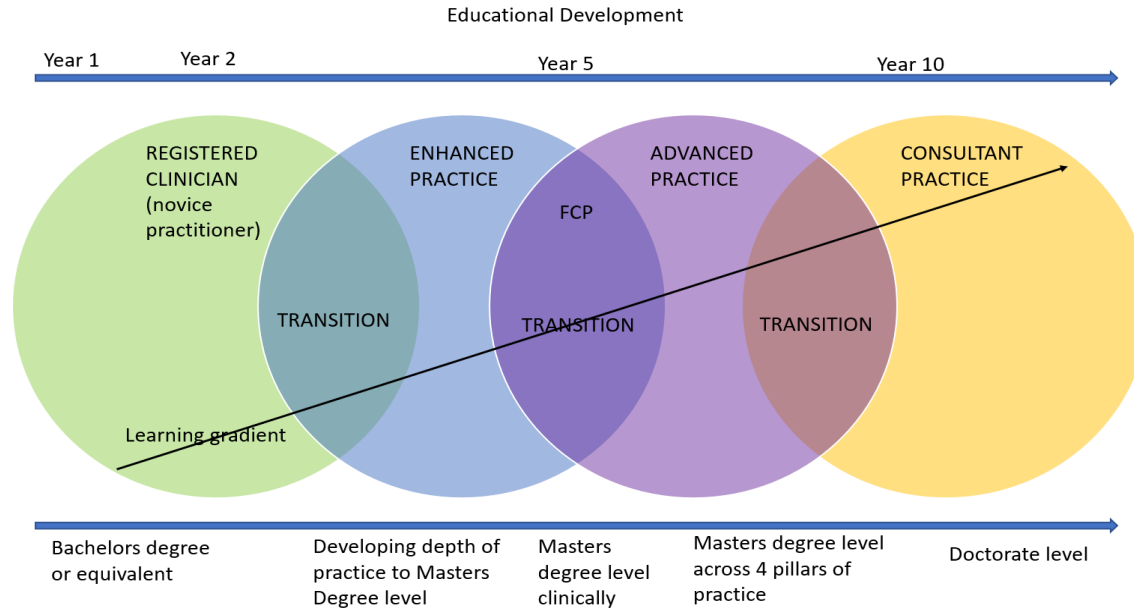 Educational Development
Year 1
Year 2
Year 5
Year 10
REGISTERED
CLINICIAN
(novice
practitioner)
ENHANCED
PRACTICE
FCP
ADVANCED
PRACTICE
CONSULTANT
PRACTICE
TRANSITION
TRANSITION
TRANSITION
Learning gradient
Bachelors degree
or equivalent
Developing depth of
practice to Masters
Degree level
Masters
degree level
clinically
Masters degree level
across 4 pillars of
practice
Doctorate level